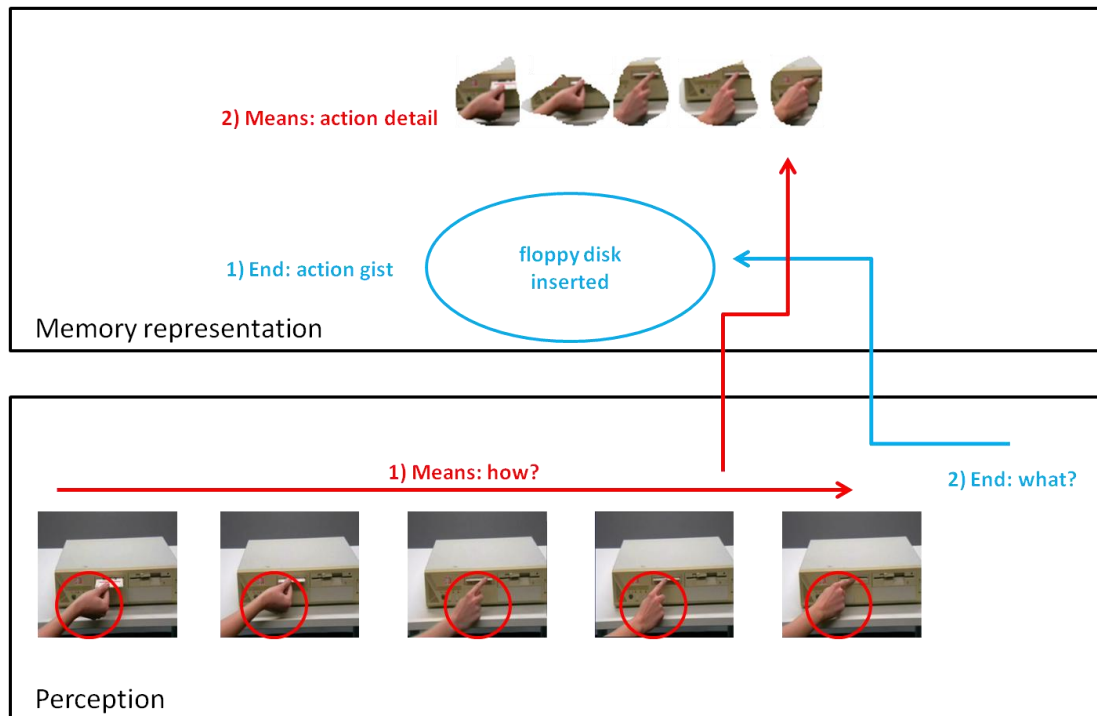 2) Means: action detail
floppy disk
inserted
1) End: action gist
Memory representation
1) Means: how?
2) End: what?
Perception